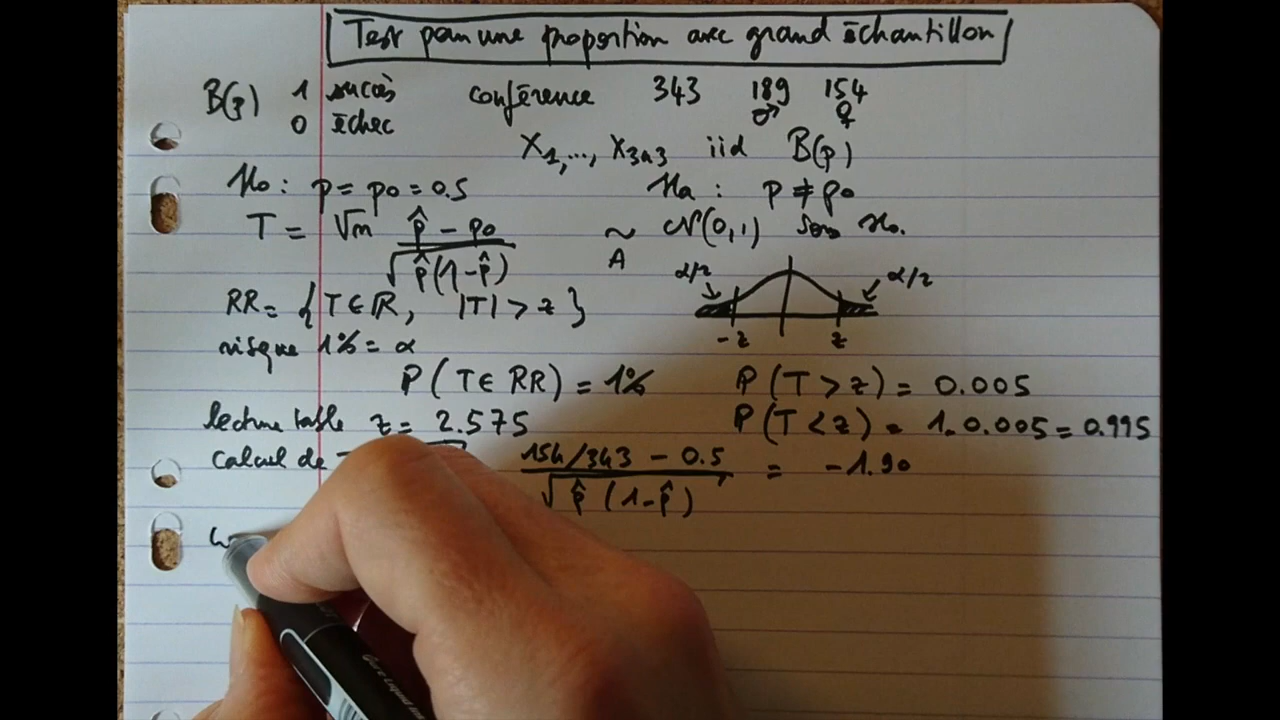 Test pour une proportion avec grand échantillon
B(p) 1 succès conférence 343 189 154
0 échec ♂ ♀
X1,..., X343 iid B(p)
H0 : p = p0 = 0.5 Ha : p ≠ p0
T = √n (p̂ - p0) / √(p̂(1-p̂)) ~A N(0,1) sous H0.
α/2 α/2
RR = { T ∈ ℝ, |T| > z }
-z z
risque 1% = α
P(T ∈ RR) = 1% P(T > z) = 0.005
lecture table z = 2.575 P(T < z) = 1-0.005 = 0.995
calcul de (154/343 - 0.5) / √(p̂(1-p̂)) = -1.90